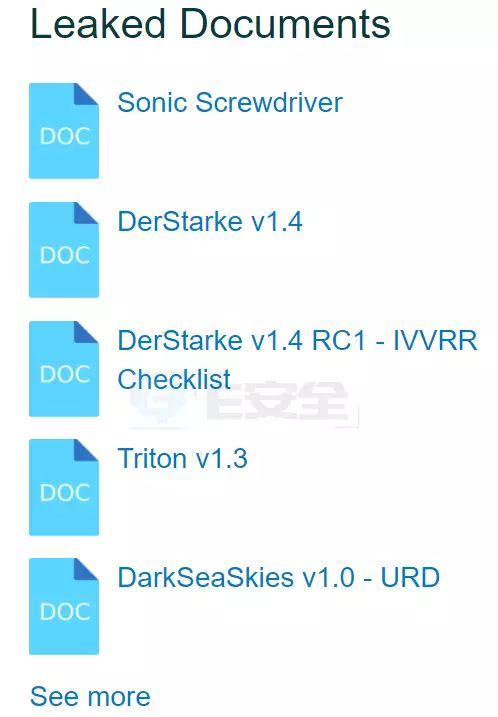 Leaked Documents
DOC
Sonic Screwdriver
DOC
DerStarke v1.4
DOC
DerStarke v1.4 RC1 - IVVRR
Checklist
E安全
DOC
Triton v1.3
DOC
DarkSeaSkies v1.0 - URD
See more